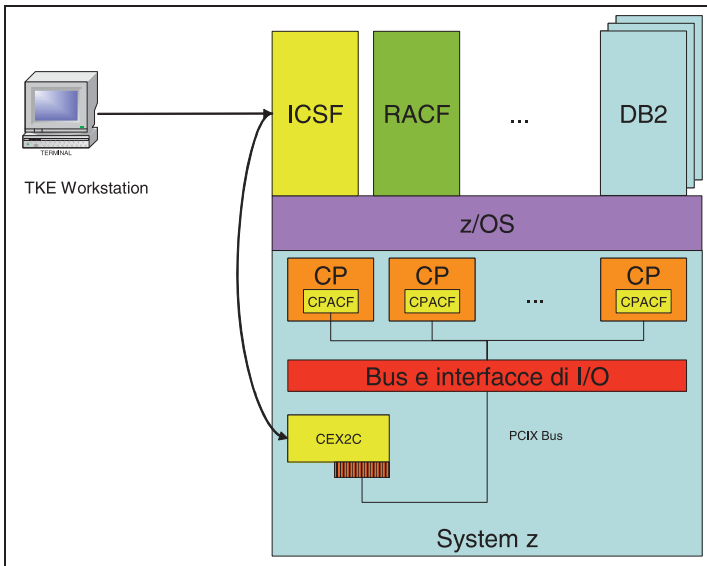 ICSF
RACF
...
DB2
TERMINAL
TKE Workstation
z/OS
CP
CPACF
CP
CPACF
...
CP
CPACF
Bus e interfacce di I/O
CEX2C
PCIX Bus
System z